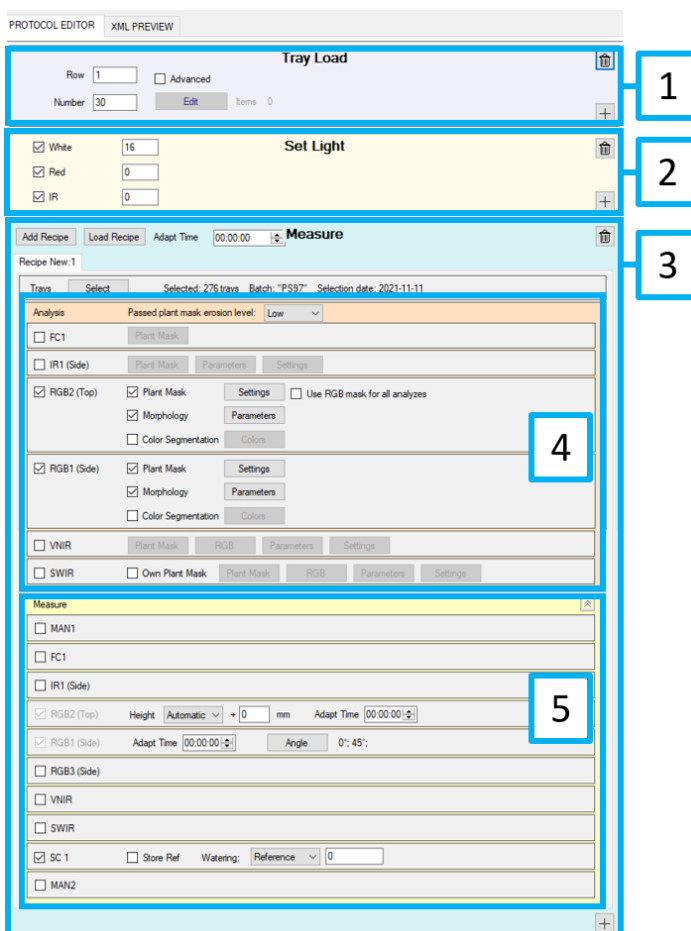 PROTOCOL EDITOR XML PREVIEW
Tray Load
Row 1 Advanced
Number 30 Edit Items 0
1
White 16 Set Light
Red 0
IR 0
2
Add Recipe Load Recipe Adapt Time 00:00:00 Measure
3
Recipe New:1
Trays Select Selected: 276 trays Batch: "PS97" Selection date: 2021-11-11
Analysis Passed plant mask erosion level: Low
FC1 Plant Mask
IR1 (Side) Plant Mask Parameters Settings
RGB2 (Top) Plant Mask Settings Use RGB mask for all analyzes
Morphology Parameters
Color Segmentation Colors
4
RGB1 (Side) Plant Mask Settings
Morphology Parameters
Color Segmentation Colors
VNIR Plant Mask RGB Parameters Settings
SWIR Own Plant Mask Plant Mask RGB Parameters Settings
Measure
MAN1
FC1
IR1 (Side)
5
RGB2 (Top) Height Automatic + 0 mm Adapt Time 00:00:00
RGB1 (Side) Adapt Time 00:00:00 Angle 0°; 45°;
RGB3 (Side)
VNIR
SWIR
SC 1 Store Ref Watering: Reference 0
MAN2